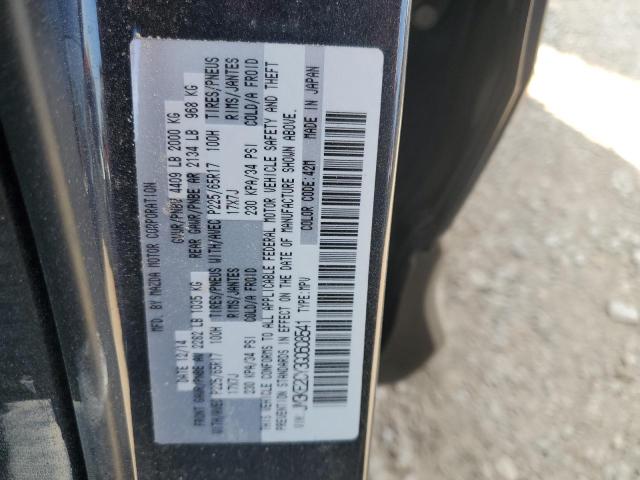 MFD BY MAZDA MOTOR CORPORATION
DATE 12/14 GVWR/PNBV 4409 LB 2000 KG
FRONT GAWR/PNBE AV 2282 LB 1035 KG REAR GAWR/PNBE AR 2134 LB 968 KG
WITH/AVEC P225/65R17 100H TIRES/PNEUS WITH/AVEC P225/65R17 100H TIRES/PNEUS
17X7J RIMS/JANTES 17X7J RIMS/JANTES
230 KPA/34 PSI COLD/A FROID 230 KPA/34 PSI COLD/A FROID
THIS VEHICLE CONFORMS TO ALL APPLICABLE FEDERAL MOTOR VEHICLE SAFETY AND THEFT
PREVENTION STANDARDS IN EFFECT ON THE DATE OF MANUFACTURE SHOWN ABOVE.
VIN: JM3KE2CY3G0608541 TYPE:MPV COLOR CODE:42M MADE IN JAPAN